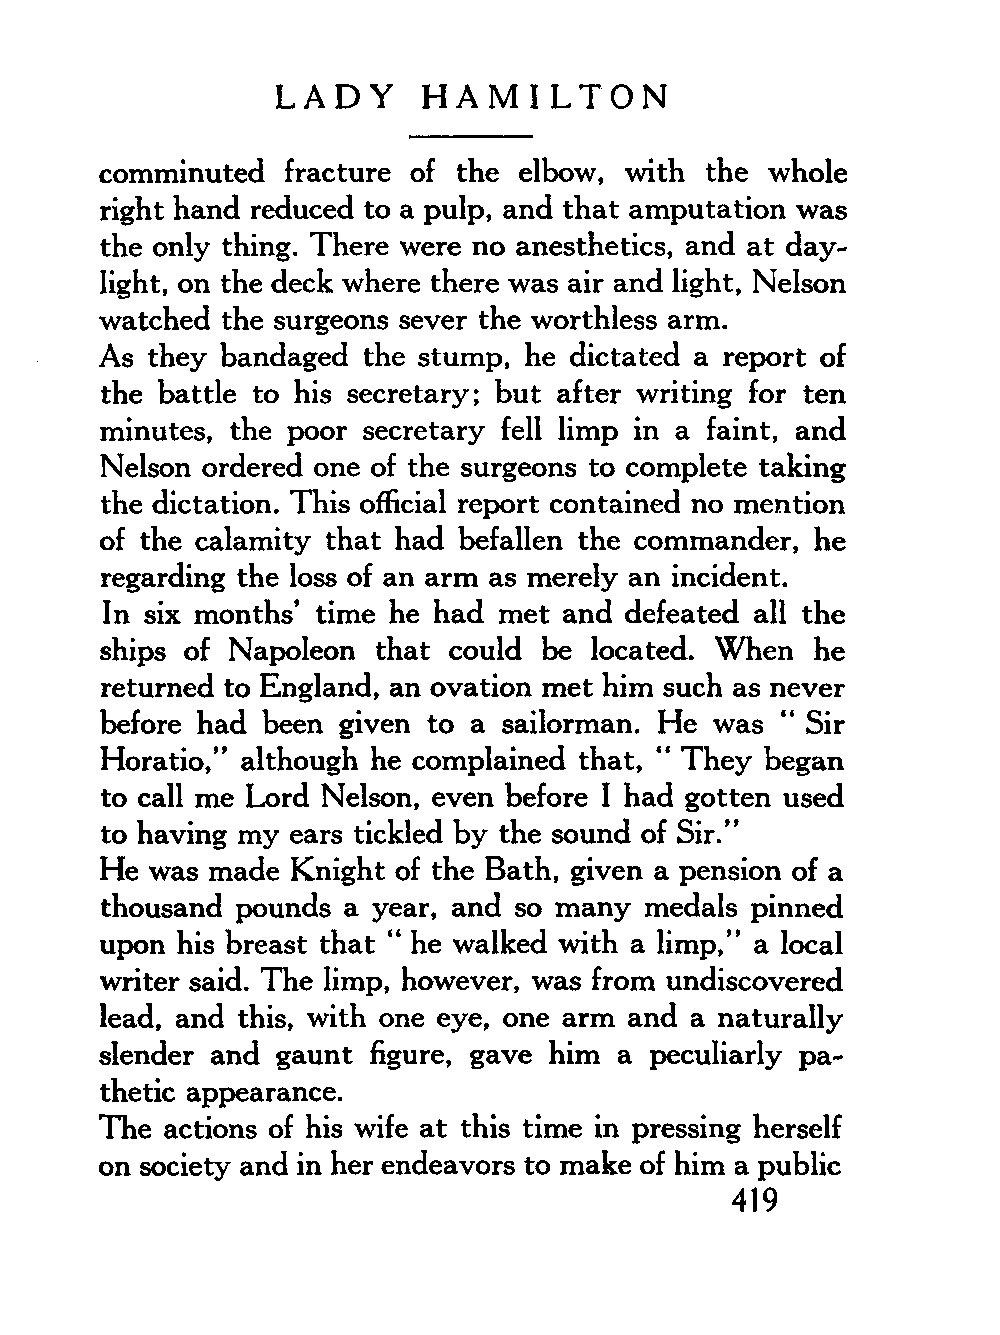 LADY HAMILTON
comminuted fracture of the elbow, with the whole
right hand reduced to a pulp, and that amputation was
the only thing. There were no anesthetics, and at day-
light, on the deck where there was air and light, Nelson
watched the surgeons sever the worthless arm.
As they bandaged the stump, he dictated a report of
the battle to his secretary; but after writing for ten
minutes, the poor secretary fell limp in a faint, and
Nelson ordered one of the surgeons to complete taking
the dictation. This official report contained no mention
of the calamity that had befallen the commander, he
regarding the loss of an arm as merely an incident.
In six months' time he had met and defeated all the
ships of Napoleon that could be located. When he
returned to England, an ovation met him such as never
before had been given to a sailorman. He was " Sir
Horatio," although he complained that, " They began
to call me Lord Nelson, even before I had gotten used
to having my ears tickled by the sound of Sir."
He was made Knight of the Bath, given a pension of a
thousand pounds a year, and so many medals pinned
upon his breast that " he walked with a limp," a local
writer said. The limp, however, was from undiscovered
lead, and this, with one eye, one arm and a naturally
slender and gaunt figure, gave him a peculiarly pa-
thetic appearance.
The actions of his wife at this time in pressing herself
on society and in her endeavors to make of him a public
419